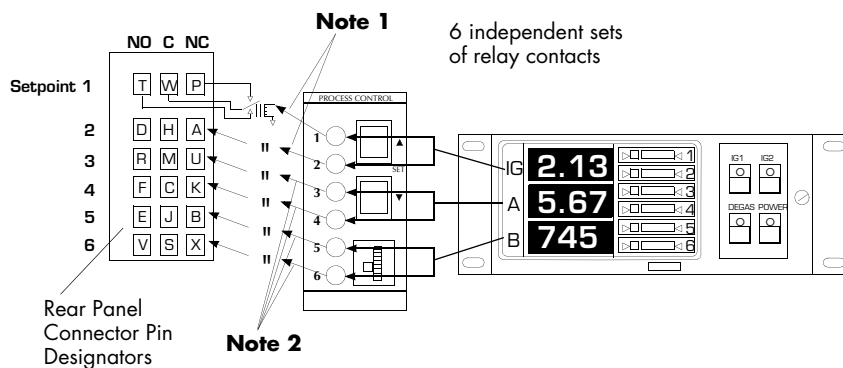 Note 1
6 independent sets
of relay contacts
NO C NC
Setpoint 1 T W P
2 D H A
3 R M U
4 F C K
5 E J B
6 V S X
"
"
"
"
"
PROCESS CONTROL
1
2
3
4
5
6
▲
SET
▼
IG 2.13
A 5.67
B 745
1
2
3
4
5
6
IG1 IG2
DEGAS POWER
Rear Panel
Connector Pin
Designators
Note 2